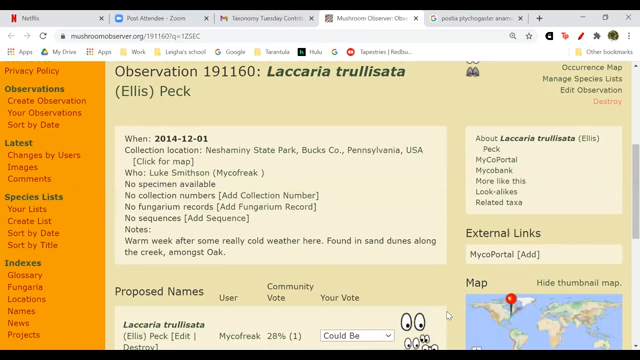 Netflix
Post Attendee - Zoom
Taxonomy Tuesday Contrib
Mushroom Observer: Obs
postia ptychogaster anamo
mushroomobserver.org/191160?q=1ZSEC
Apps
YouTube
Maps
Google Drive
Leigha's Group
Tarantula
Hulu
Tapestries | Redbu
Other bookmarks
Privacy Policy
Observations
Create Observation
Your Observations
Sort by Date
Latest
Changes by Users
Images
Comments
Species Lists
Your Lists
Create List
Sort by Date
Sort by Title
Indexes
Glossary
Fungaria
Locations
Names
News
Projects
Observation 191160: Laccaria trullisata
(Ellis) Peck
When: 2014-12-01
Collection location: Neshaminy State Park, Bucks Co., Pennsylvania, USA
[Click for map]
Who: Luke Smithson (Mycofreak )
No specimen available
No collection numbers [Add Collection Number]
No fungarium records [Add Fungarium Record]
No sequences [Add Sequence]
Notes:
Warm week after some really cold weather here. Found in sand dunes along
the creek, amongst Oak.
Proposed Names
User
Community
Vote
Your Vote
Laccaria trullisata
(Ellis) Peck [Edit |
Destroy]
Mycofreak
28% (1)
Could Be
Occurrence Map
Manage Species Lists
Edit Observation
Destroy
About Laccaria trullisata (Ellis)
Peck
MyCoPortal
Mycobank
More like this
Look-alikes
Related taxa
External Links
MycoPortal [Add]
Map
Hide thumbnail map.